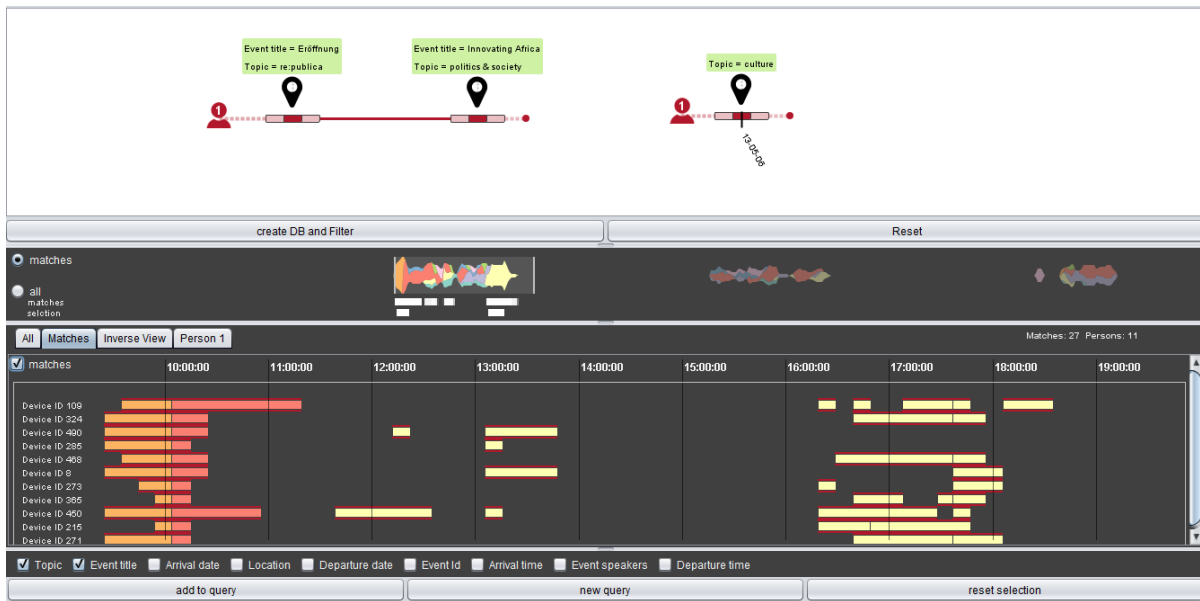 Event title = Eröffnung
Topic = re:publica
Event title = Innovating Africa
Topic = politics & society
Topic = culture
1
1
13-05-06
create DB and Filter
Reset
matches
all
matches
selction
All
Matches
Inverse View
Person 1
Matches: 27 Persons: 11
matches
10:00:00
11:00:00
12:00:00
13:00:00
14:00:00
15:00:00
16:00:00
17:00:00
18:00:00
19:00:00
Device ID 109
Device ID 324
Device ID 490
Device ID 285
Device ID 468
Device ID 8
Device ID 273
Device ID 365
Device ID 450
Device ID 215
Device ID 271
Topic
Event title
Arrival date
Location
Departure date
Event Id
Arrival time
Event speakers
Departure time
add to query
new query
reset selection